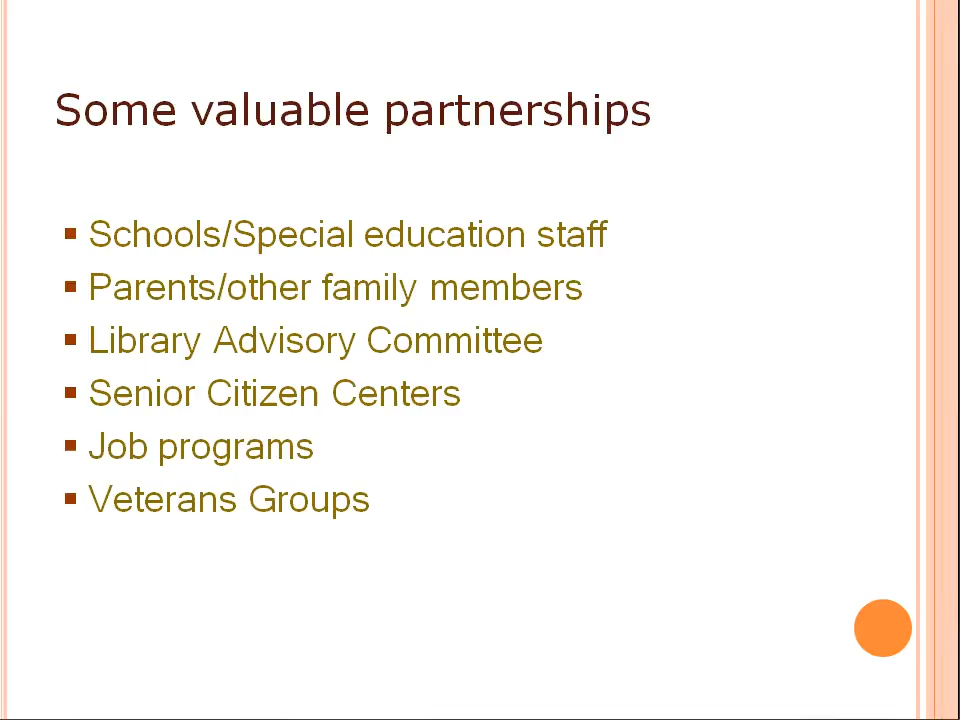 Some valuable partnerships
▪ Schools/Special education staff
▪ Parents/other family members
▪ Library Advisory Committee
▪ Senior Citizen Centers
▪ Job programs
▪ Veterans Groups